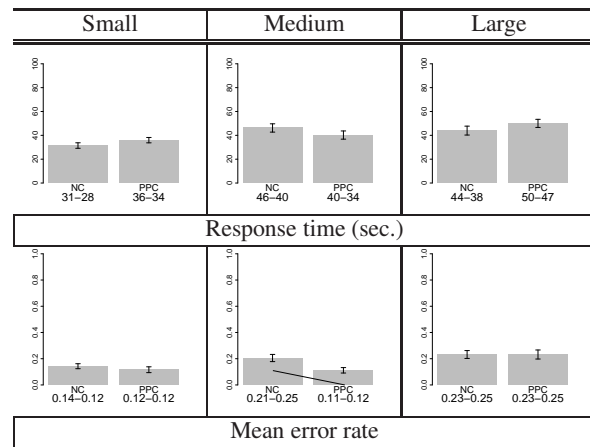 Small Medium Large
100 100 100
80 80 80
60 60 60
40 40 40
20 20 20
0 0 0
NC PPC NC PPC NC PPC
31–28 36–34 46–40 40–34 44–38 50–47
Response time (sec.)
1.0 1.0 1.0
0.8 0.8 0.8
0.6 0.6 0.6
0.4 0.4 0.4
0.2 0.2 0.2
0.0 0.0 0.0
NC PPC NC PPC NC PPC
0.14–0.12 0.12–0.12 0.21–0.25 0.11–0.12 0.23–0.25 0.23–0.25
Mean error rate